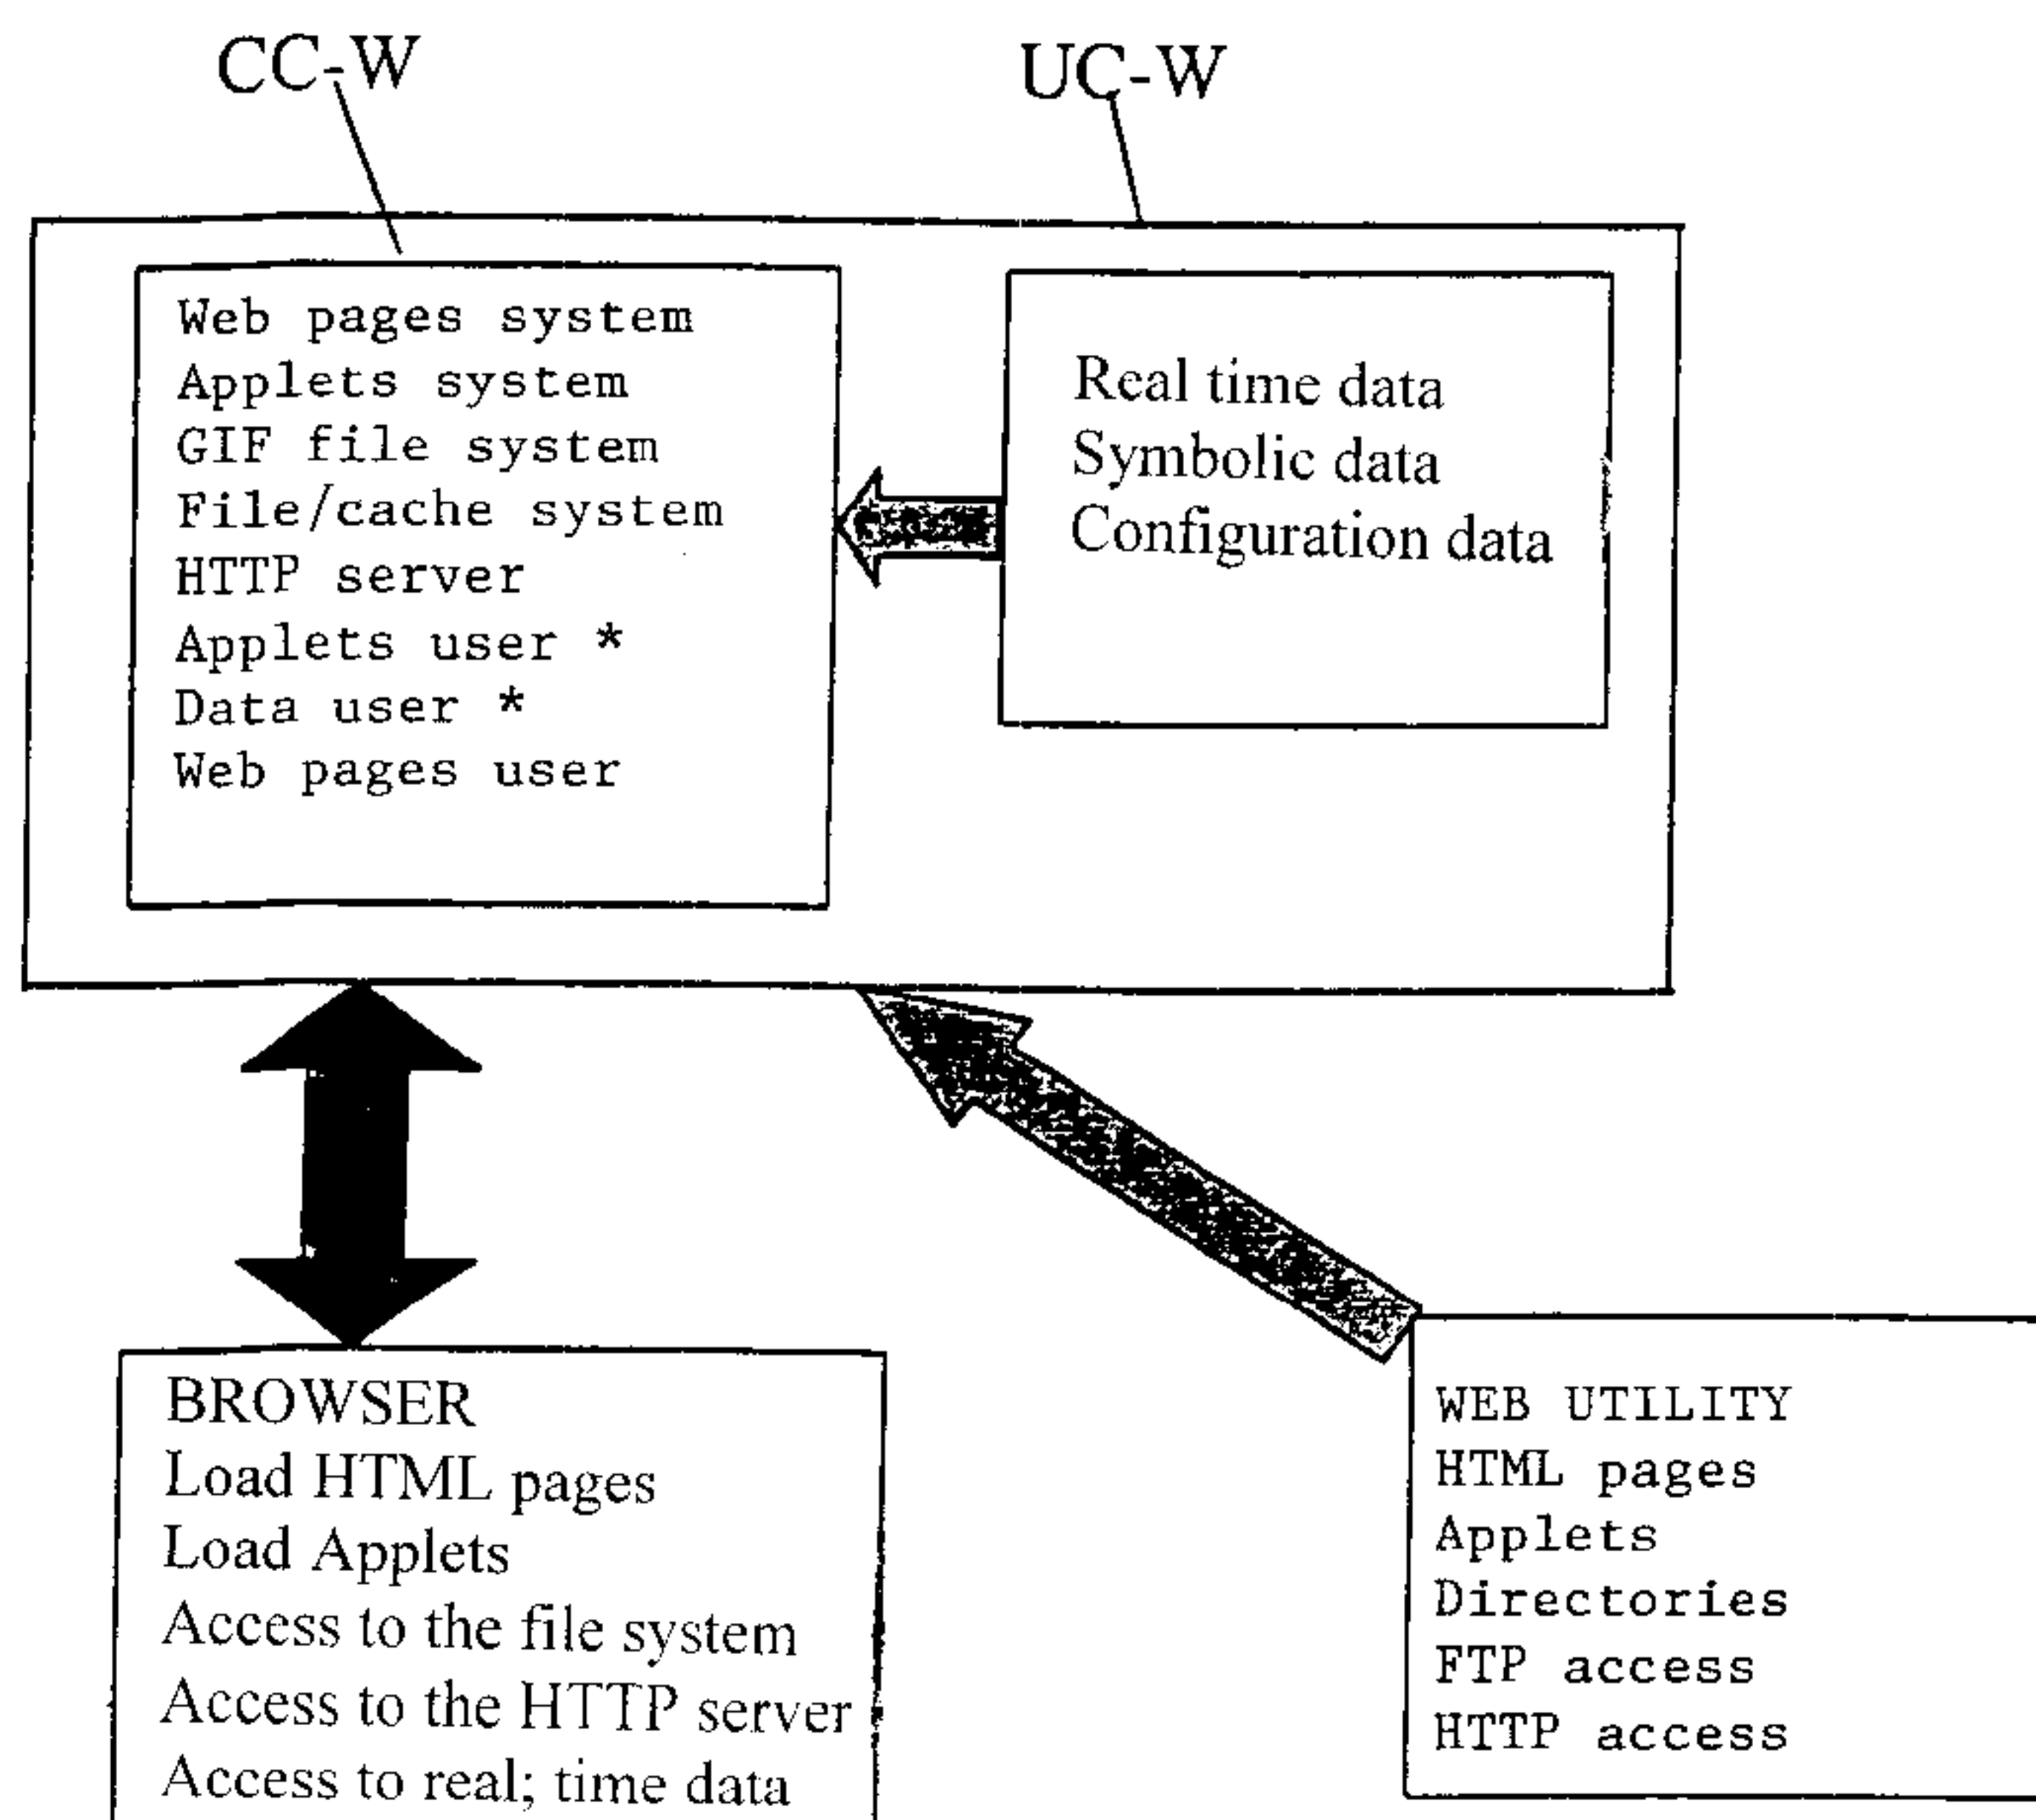 CC-W
UC-W
Web pages system
Applets system
GIF file system
File/cache system
HTTP server
Applets user *
Data user *
Web pages user
Real time data
Symbolic data
Configuration data
BROWSER
Load HTML pages
Load Applets
Access to the file system
Access to the HTTP server
Access to real; time data
WEB UTILITY
HTML pages
Applets
Directories
FTP access
HTTP access